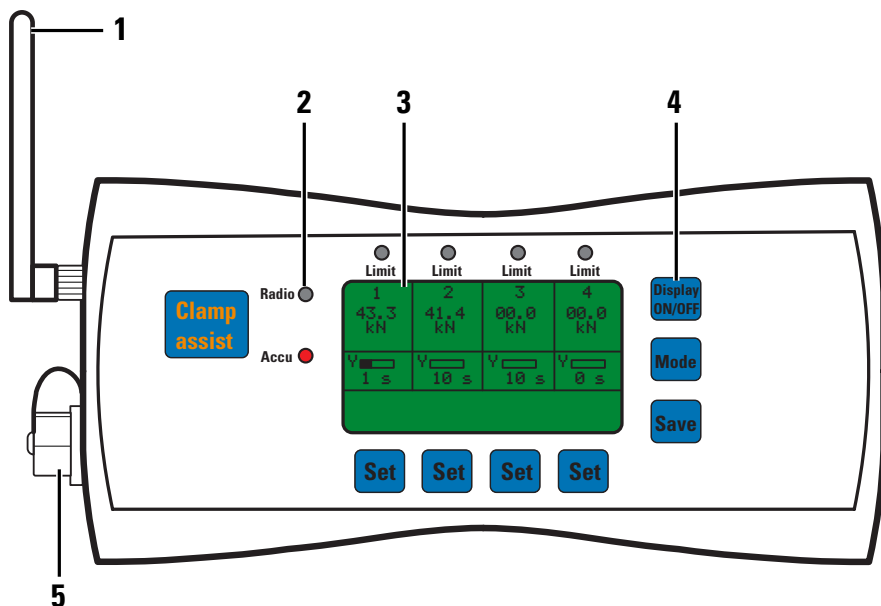 1
2
3
4
Limit
Limit
Limit
Limit
Radio
Clamp
assist
Accu
1
2
3
4
43.3
41.4
00.0
00.0
kN
kN
kN
kN
Y
Y
Y
Y
1 s
10 s
10 s
0 s
Display
ON/OFF
Mode
Save
Set
Set
Set
Set
5